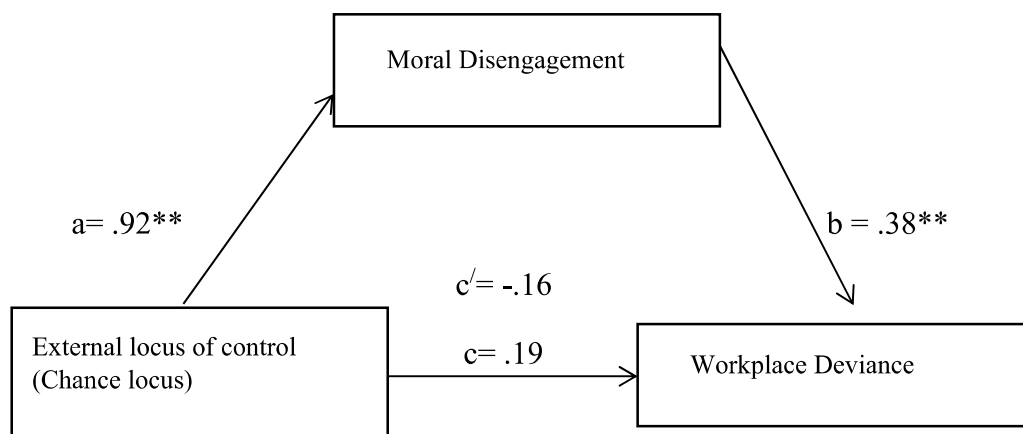 Moral Disengagement
a= .92**
b = .38**
c/= -.16
External locus of control
(Chance locus)
c= .19
Workplace Deviance